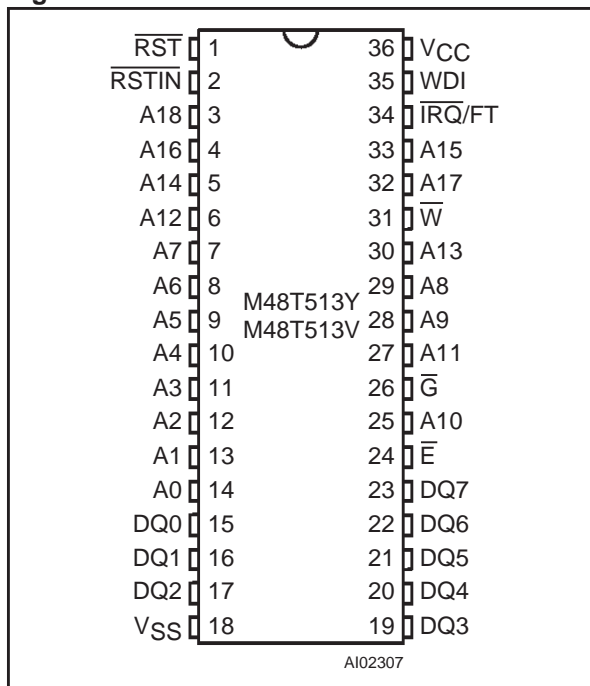 R̅S̅T̅ 1 36 VCC
R̅S̅T̅I̅N̅ 2 35 WDI
A18 3 34 I̅R̅Q̅/FT
A16 4 33 A15
A14 5 32 A17
A12 6 31 W̅
A7 7 30 A13
A6 8 29 A8
M48T513Y
A5 9 28 A9
M48T513V
A4 10 27 A11
A3 11 26 G̅
A2 12 25 A10
A1 13 24 E̅
A0 14 23 DQ7
DQ0 15 22 DQ6
DQ1 16 21 DQ5
DQ2 17 20 DQ4
VSS 18 19 DQ3
AI02307